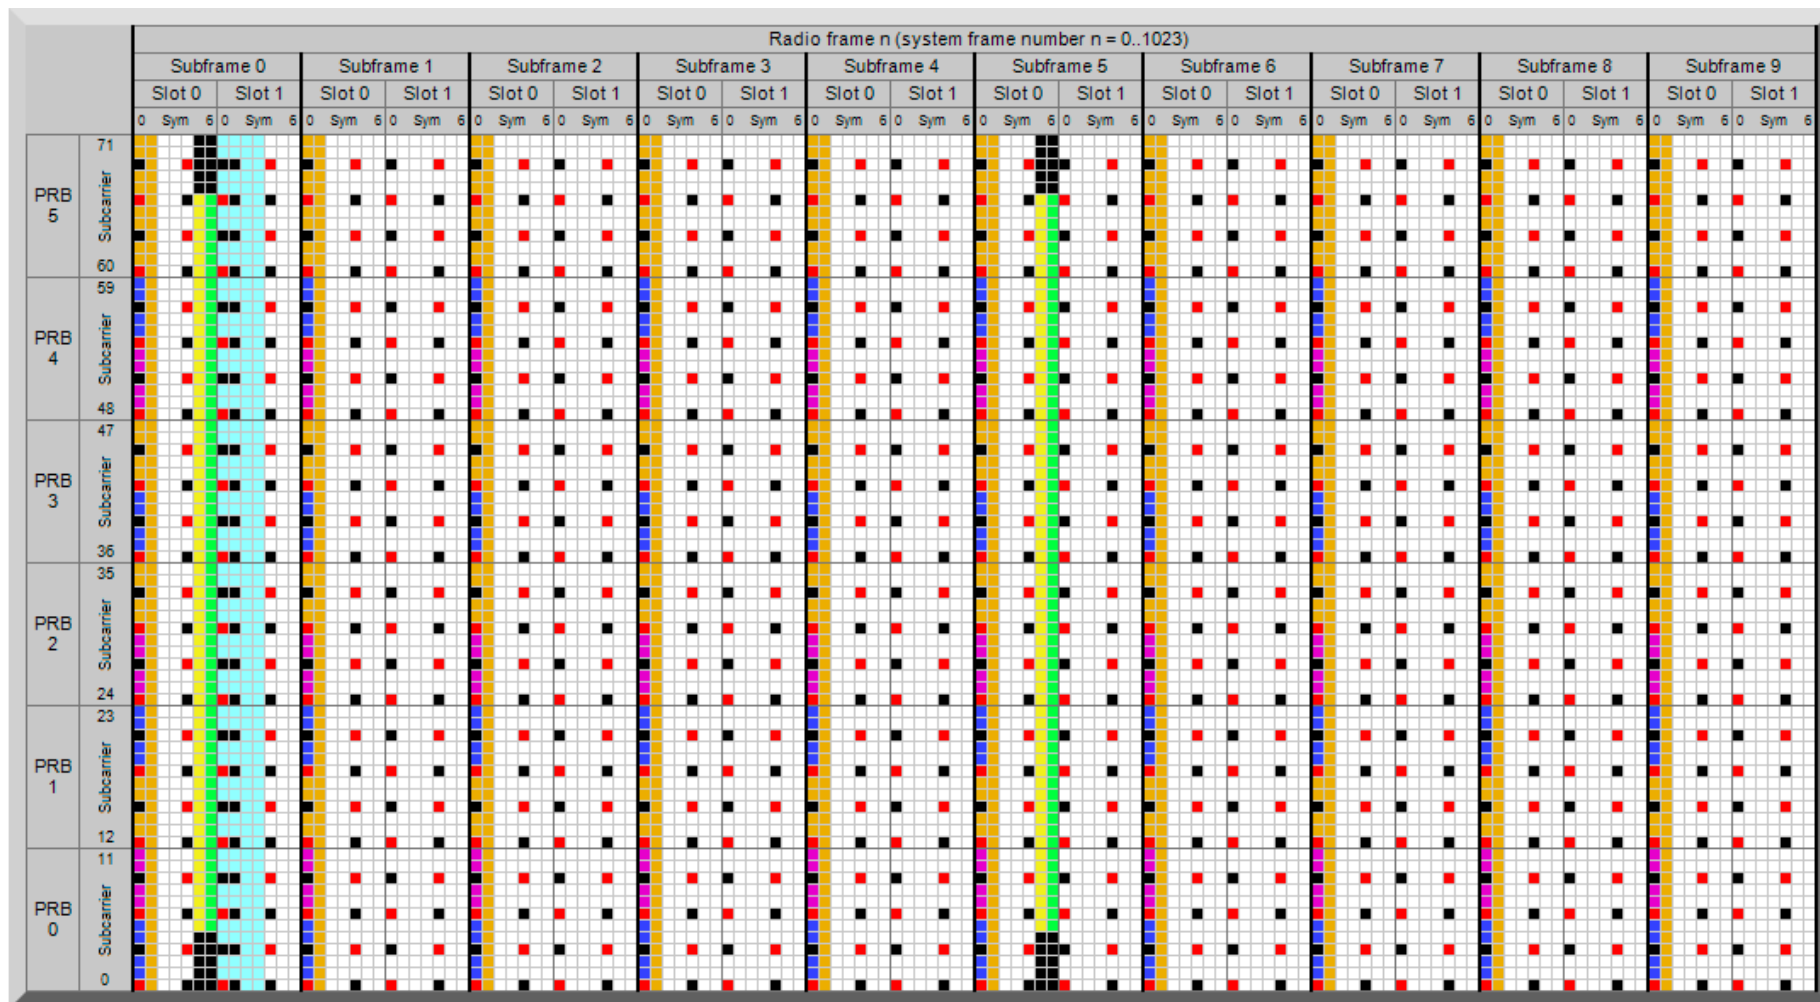 Radio frame n (system frame number n = 0..1023)
Subframe 0 Subframe 1 Subframe 2 Subframe 3 Subframe 4 Subframe 5 Subframe 6 Subframe 7 Subframe 8 Subframe 9
Slot 0 Slot 1 Slot 0 Slot 1 Slot 0 Slot 1 Slot 0 Slot 1 Slot 0 Slot 1 Slot 0 Slot 1 Slot 0 Slot 1 Slot 0 Slot 1 Slot 0 Slot 1 Slot 0 Slot 1
0 Sym 6 0 Sym 6 0 Sym 6 0 Sym 6 0 Sym 6 0 Sym 6 0 Sym 6 0 Sym 6 0 Sym 6 0 Sym 6 0 Sym 6 0 Sym 6 0 Sym 6 0 Sym 6 0 Sym 6 0 Sym 6 0 Sym 6 0 Sym 6 0 Sym 6 0 Sym 6
PRB
5
71
Subcarrier
60
PRB
4
59
Subcarrier
48
PRB
3
47
Subcarrier
36
PRB
2
35
Subcarrier
24
PRB
1
23
Subcarrier
12
PRB
0
11
Subcarrier
0